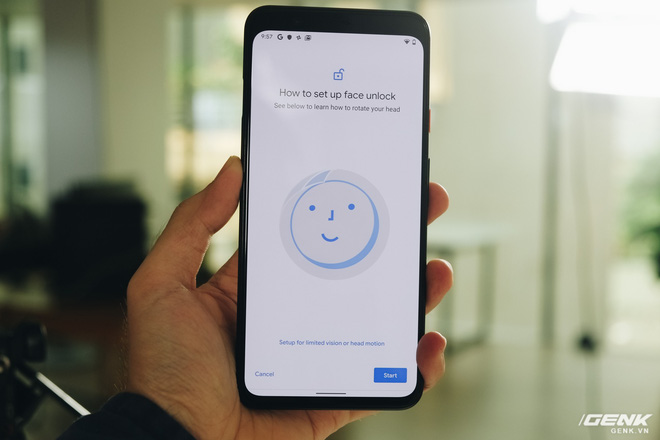 9:57
How to set up face unlock
See below to learn how to rotate your head
Setup for limited vision or head motion
Cancel
Start
GENK
GENK.VN